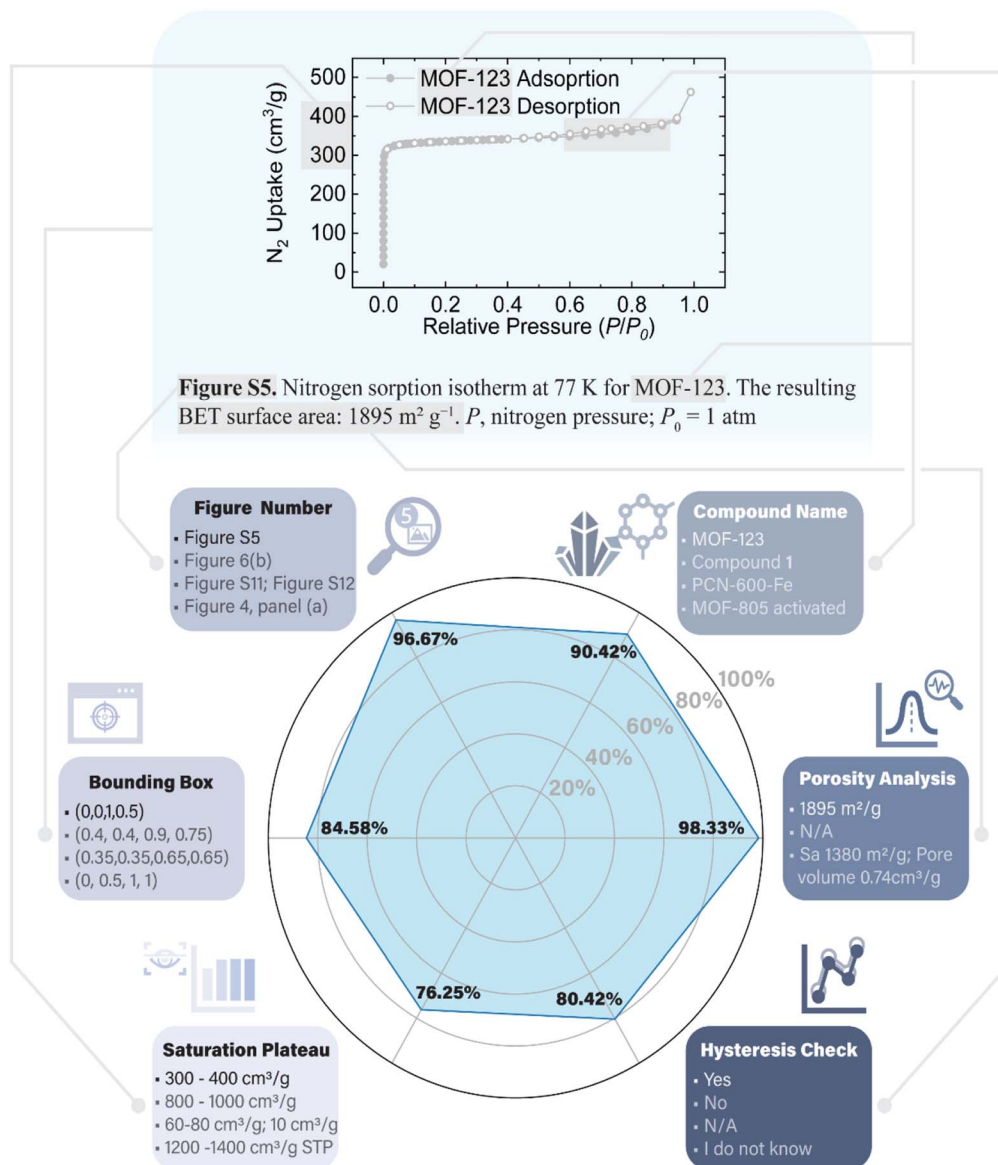 500
400
300
200
100
0
N₂ Uptake (cm³/g)
MOF-123 Adsoprtion
MOF-123 Desorption
0.0 0.2 0.4 0.6 0.8 1.0
Relative Pressure (P/P₀)
Figure S5. Nitrogen sorption isotherm at 77 K for MOF-123. The resulting
BET surface area: 1895 m² g⁻¹. P, nitrogen pressure; P₀ = 1 atm
Figure Number
▪ Figure S5
▪ Figure 6(b)
▪ Figure S11; Figure S12
▪ Figure 4, panel (a)
5
Compound Name
▪ MOF-123
▪ Compound 1
▪ PCN-600-Fe
▪ MOF-805 activated
96.67%
90.42%
100%
80%
60%
40%
20%
84.58%
98.33%
76.25%
80.42%
Bounding Box
▪ (0,0,1,0.5)
▪ (0.4, 0.4, 0.9, 0.75)
▪ (0.35,0.35,0.65,0.65)
▪ (0, 0.5, 1, 1)
Porosity Analysis
▪ 1895 m²/g
▪ N/A
▪ Sa 1380 m²/g; Pore
volume 0.74cm³/g
Saturation Plateau
▪ 300 - 400 cm³/g
▪ 800 - 1000 cm³/g
▪ 60-80 cm³/g; 10 cm³/g
▪ 1200 -1400 cm³/g STP
Hysteresis Check
▪ Yes
▪ No
▪ N/A
▪ I do not know